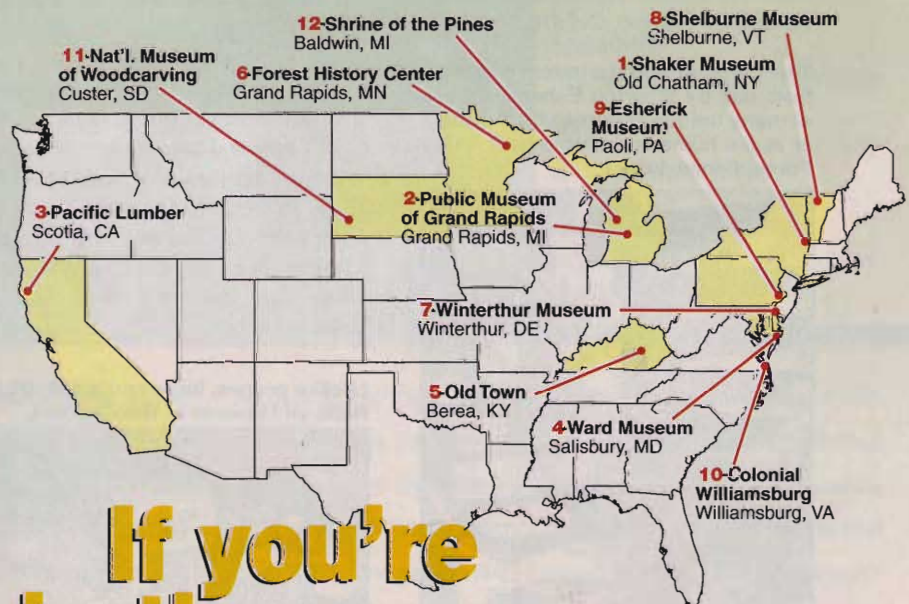 12-Shrine of the Pines
Baldwin, MI
8-Shelburne Museum
Shelburne, VT
11-Nat'l. Museum
of Woodcarving
Custer, SD
6-Forest History Center
Grand Rapids, MN
1-Shaker Museum
Old Chatham, NY
9-Esherick
Museum
Paoli, PA
3-Pacific Lumber
Scotia, CA
2-Public Museum
of Grand Rapids
Grand Rapids, MI
7-Winterthur Museum
Winterthur, DE
5-Old Town
Berea, KY
4-Ward Museum
Salisbury, MD
10-Colonial
Williamsburg
Williamsburg, VA
If you're